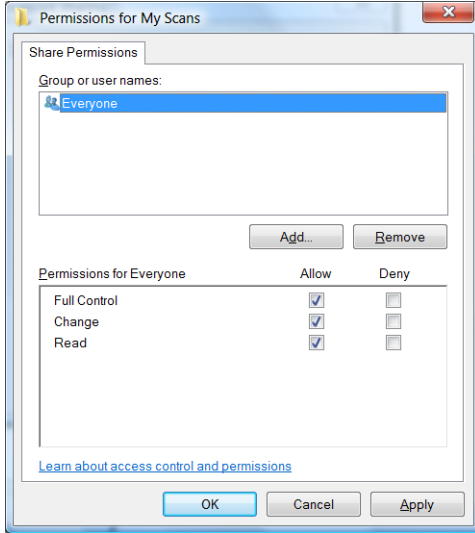 Permissions for My Scans
Share Permissions
Group or user names:
Everyone
Add... Remove
Permissions for Everyone Allow Deny
Full Control
Change
Read
Learn about access control and permissions
OK Cancel Apply